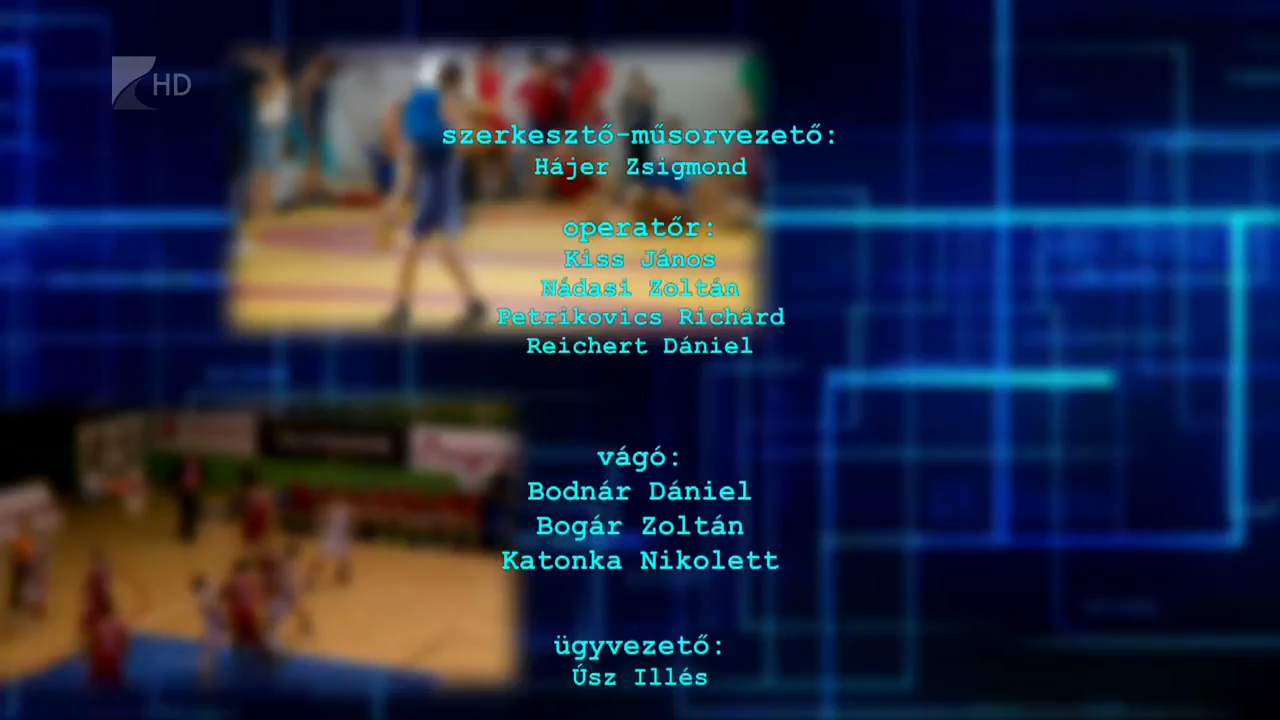 HD
szerkesztő-műsorvezető:
Hájer Zsigmond
operatőr:
Kiss János
Nádasi Zoltán
Petrikovics Richárd
Reichert Dániel
vágó:
Bodnár Dániel
Bogár Zoltán
Katonka Nikolett
ügyvezető:
Úsz Illés